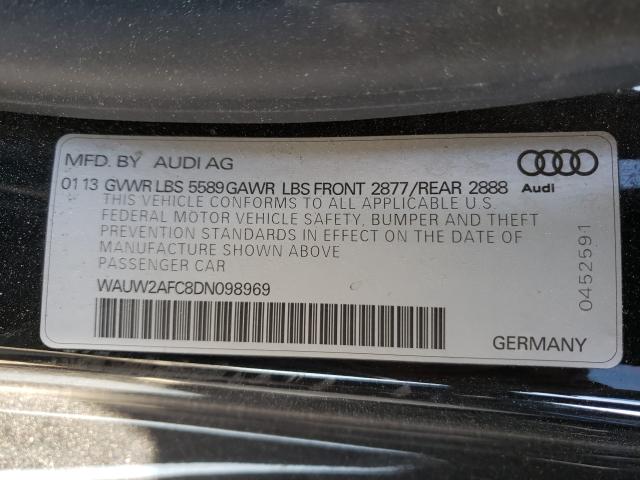 MFD. BY AUDI AG
01 13 GVWR LBS 5589 GAWR LBS FRONT 2877/REAR 2888
Audi
THIS VEHICLE CONFORMS TO ALL APPLICABLE U.S.
FEDERAL MOTOR VEHICLE SAFETY, BUMPER AND THEFT
PREVENTION STANDARDS IN EFFECT ON THE DATE OF
MANUFACTURE SHOWN ABOVE
PASSENGER CAR
WAUW2AFC8DN098969
GERMANY
0452591